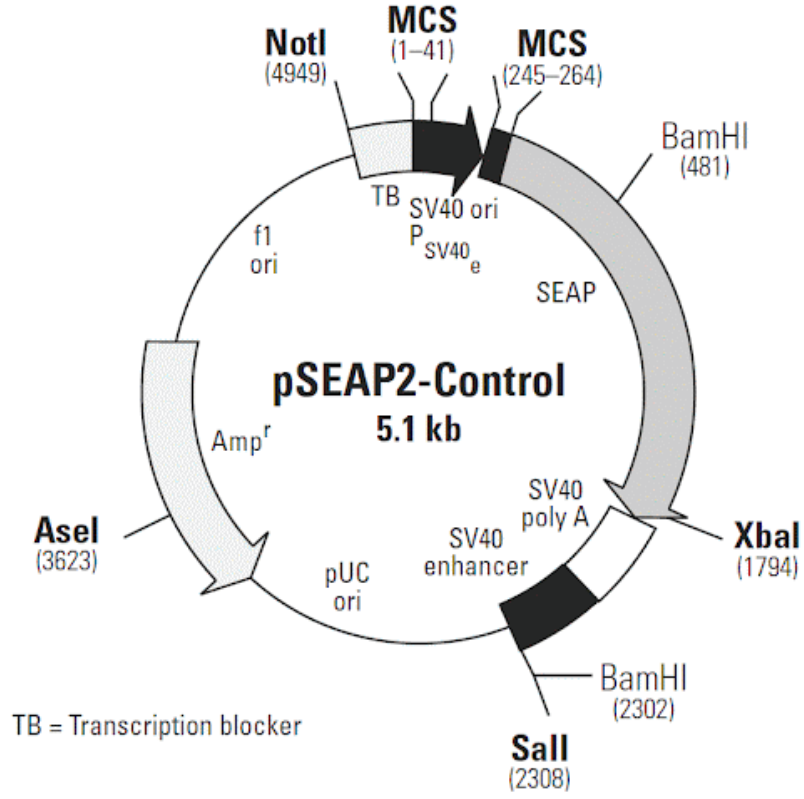 MCS
(1–41)
NotI
(4949)
MCS
(245–264)
BamHI
(481)
TB
SV40 ori
PSV40e
f1
ori
SEAP
pSEAP2-Control
5.1 kb
Ampr
SV40
poly A
SV40
enhancer
AseI
(3623)
XbaI
(1794)
pUC
ori
BamHI
(2302)
TB = Transcription blocker
SalI
(2308)